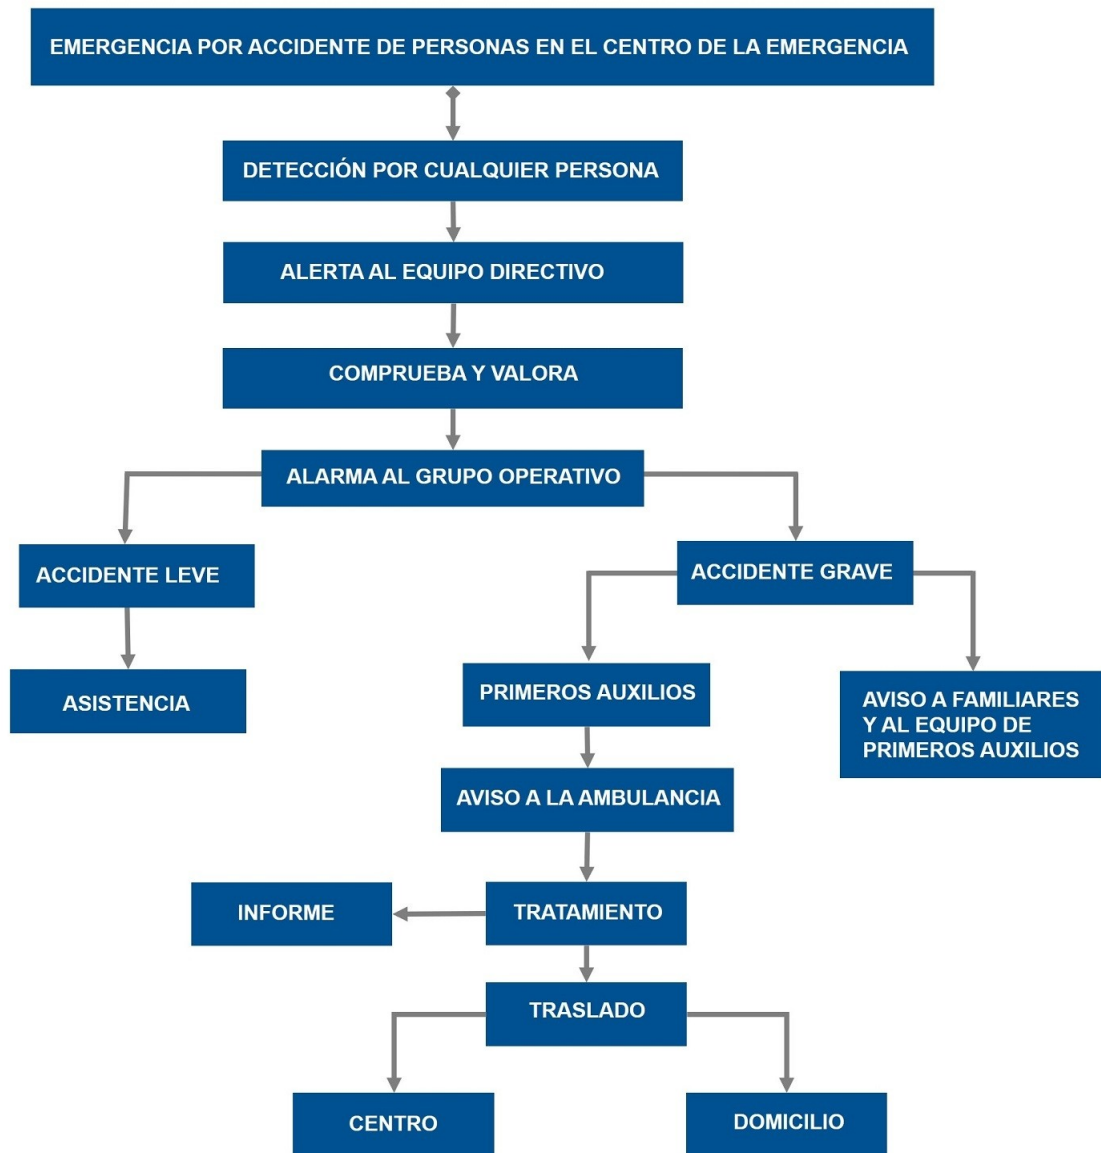 EMERGENCIA POR ACCIDENTE DE PERSONAS EN EL CENTRO DE LA EMERGENCIA
DETECCIÓN POR CUALQUIER PERSONA
ALERTA AL EQUIPO DIRECTIVO
COMPRUEBA Y VALORA
ALARMA AL GRUPO OPERATIVO
ACCIDENTE LEVE
ACCIDENTE GRAVE
ASISTENCIA
PRIMEROS AUXILIOS
AVISO A FAMILIARES
Y AL EQUIPO DE
PRIMEROS AUXILIOS
AVISO A LA AMBULANCIA
INFORME
TRATAMIENTO
TRASLADO
CENTRO
DOMICILIO